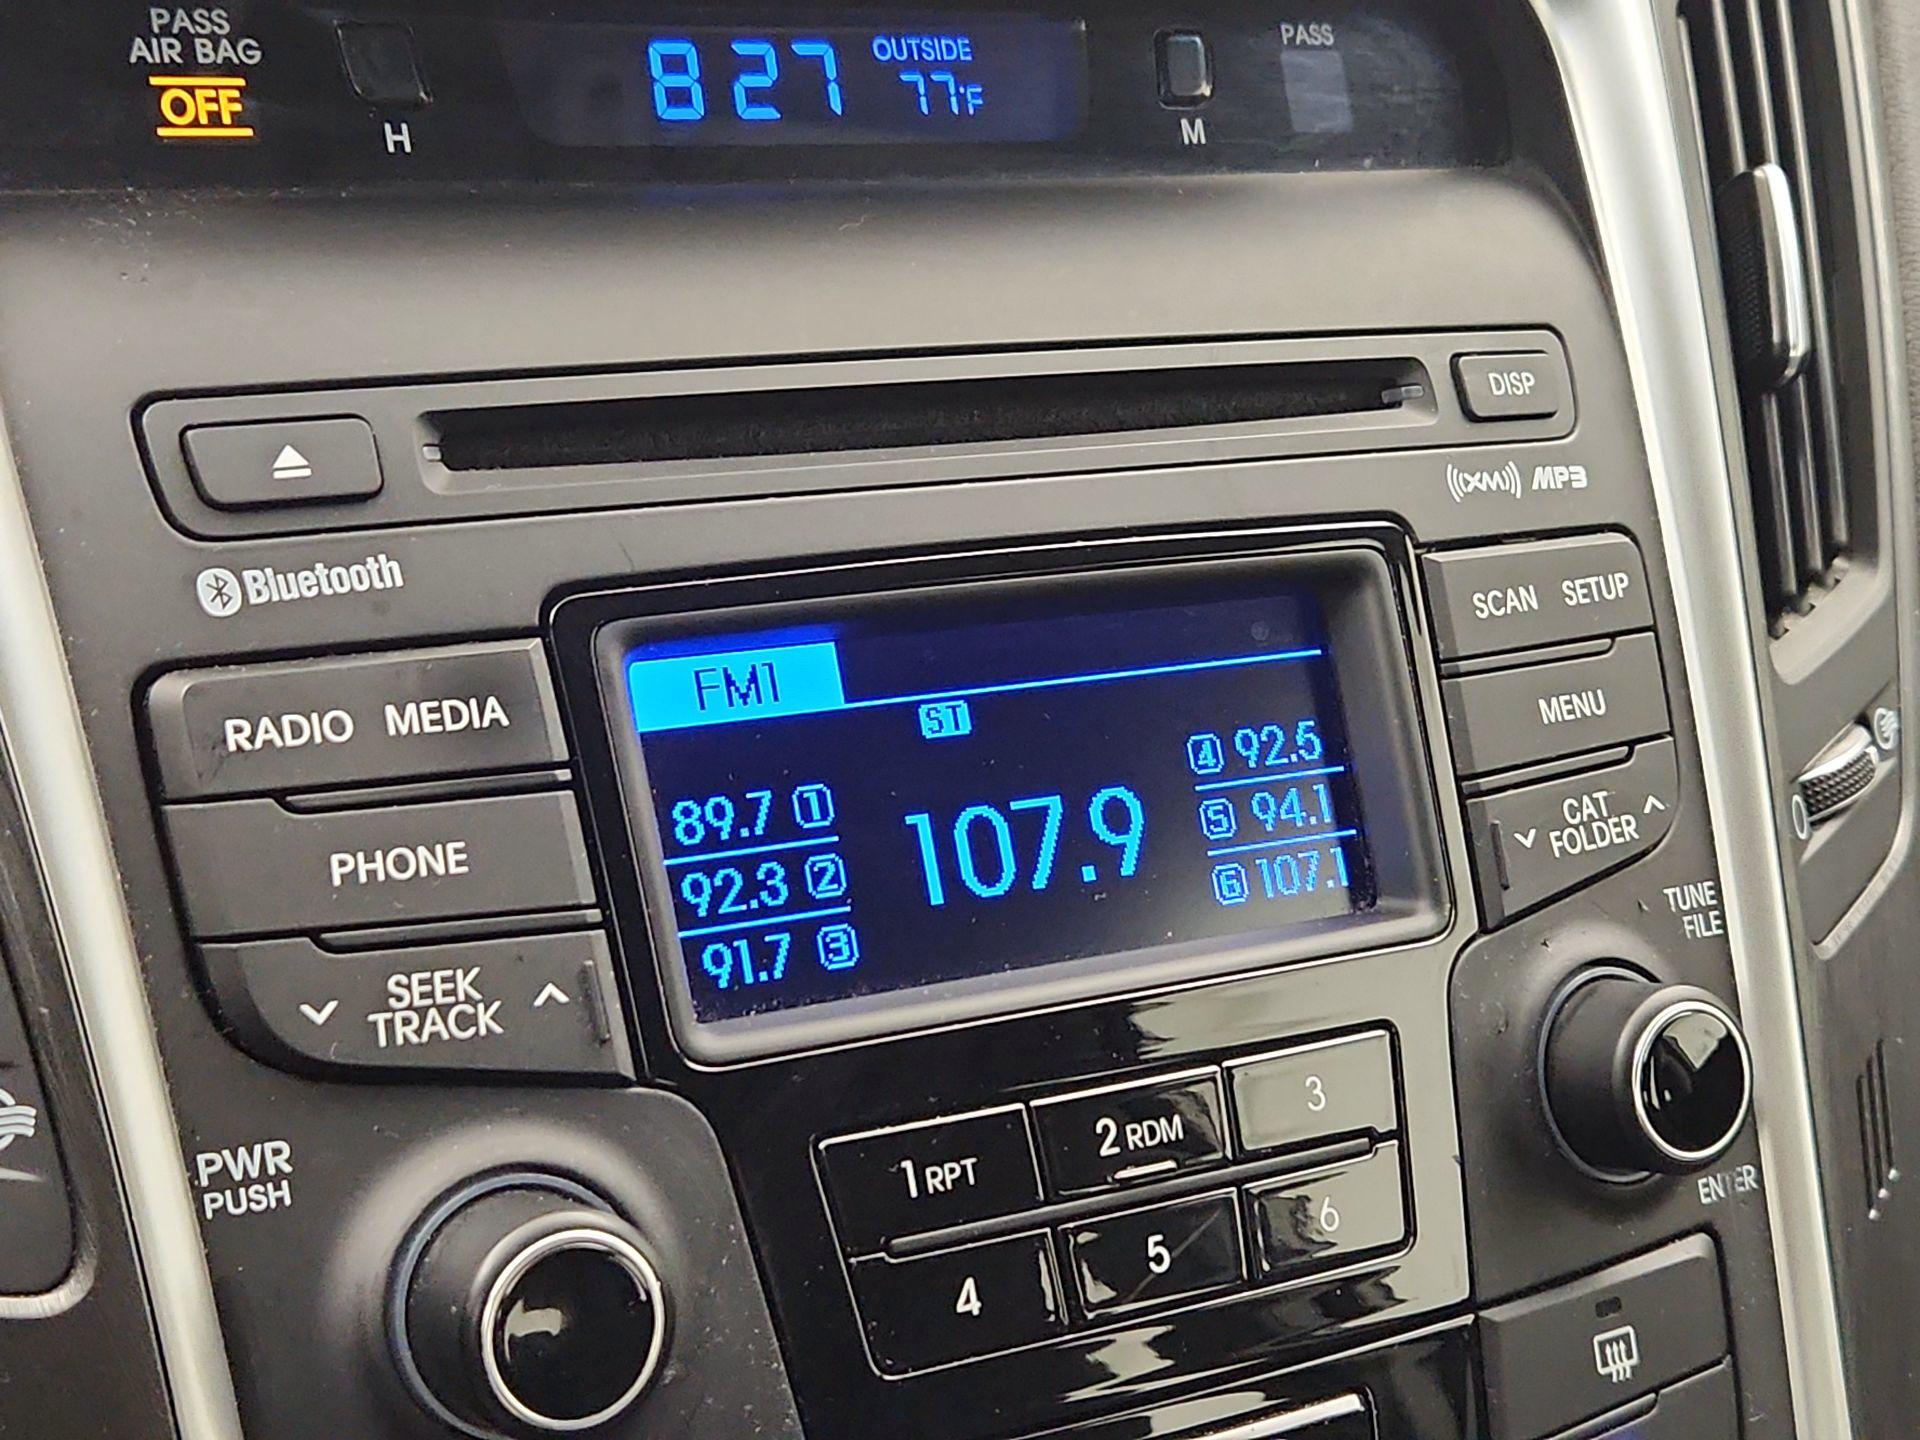 PASS
AIR BAG
OFF
H
827
OUTSIDE
77°F
M
PASS
DISP
XM MP3
Bluetooth
SCAN SETUP
RADIO MEDIA
FM1
ST
MENU
89.7 1
92.3 2
91.7 3
107.9
4 92.5
5 94.1
6 107.1
CAT
FOLDER
PHONE
SEEK
TRACK
TUNE
FILE
PWR
PUSH
1 RPT
2 RDM
3
4
5
6
ENTER
0